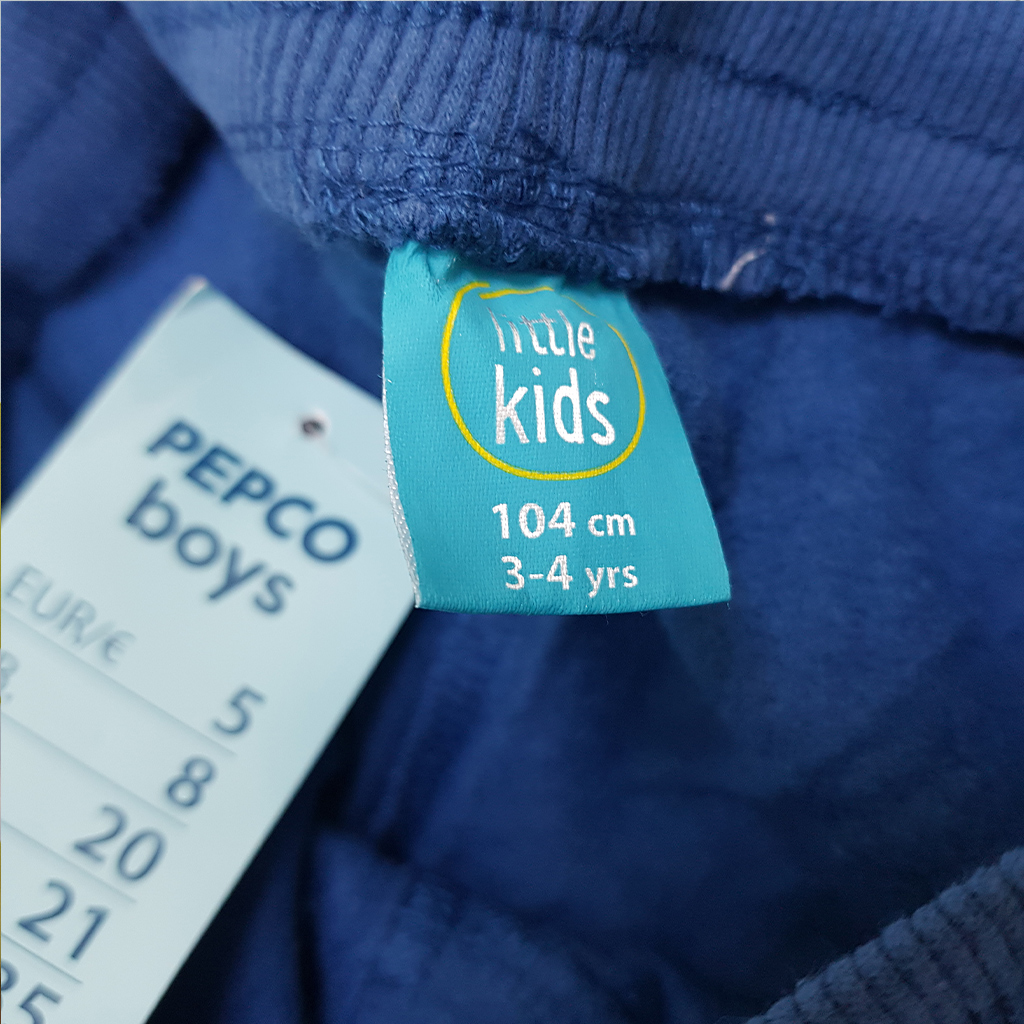 little
kids
104 cm
3-4 yrs
PEPCO
boys
EUR/€
5
8
20
21